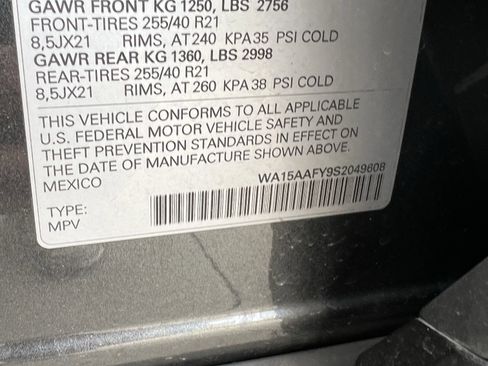 GAWR FRONT KG 1250, LBS 2756
FRONT-TIRES 255/40 R21
8,5JX21 RIMS, AT 240 KPA 35 PSI COLD
GAWR REAR KG 1360, LBS 2998
REAR-TIRES 255/40 R21
8,5JX21 RIMS, AT 260 KPA 38 PSI COLD
THIS VEHICLE CONFORMS TO ALL APPLICABLE
U.S. FEDERAL MOTOR VEHICLE SAFETY AND
THEFT PREVENTION STANDARDS IN EFFECT ON
THE DATE OF MANUFACTURE SHOWN ABOVE.
MEXICO
WA15AAFY9S2049608
TYPE:
MPV